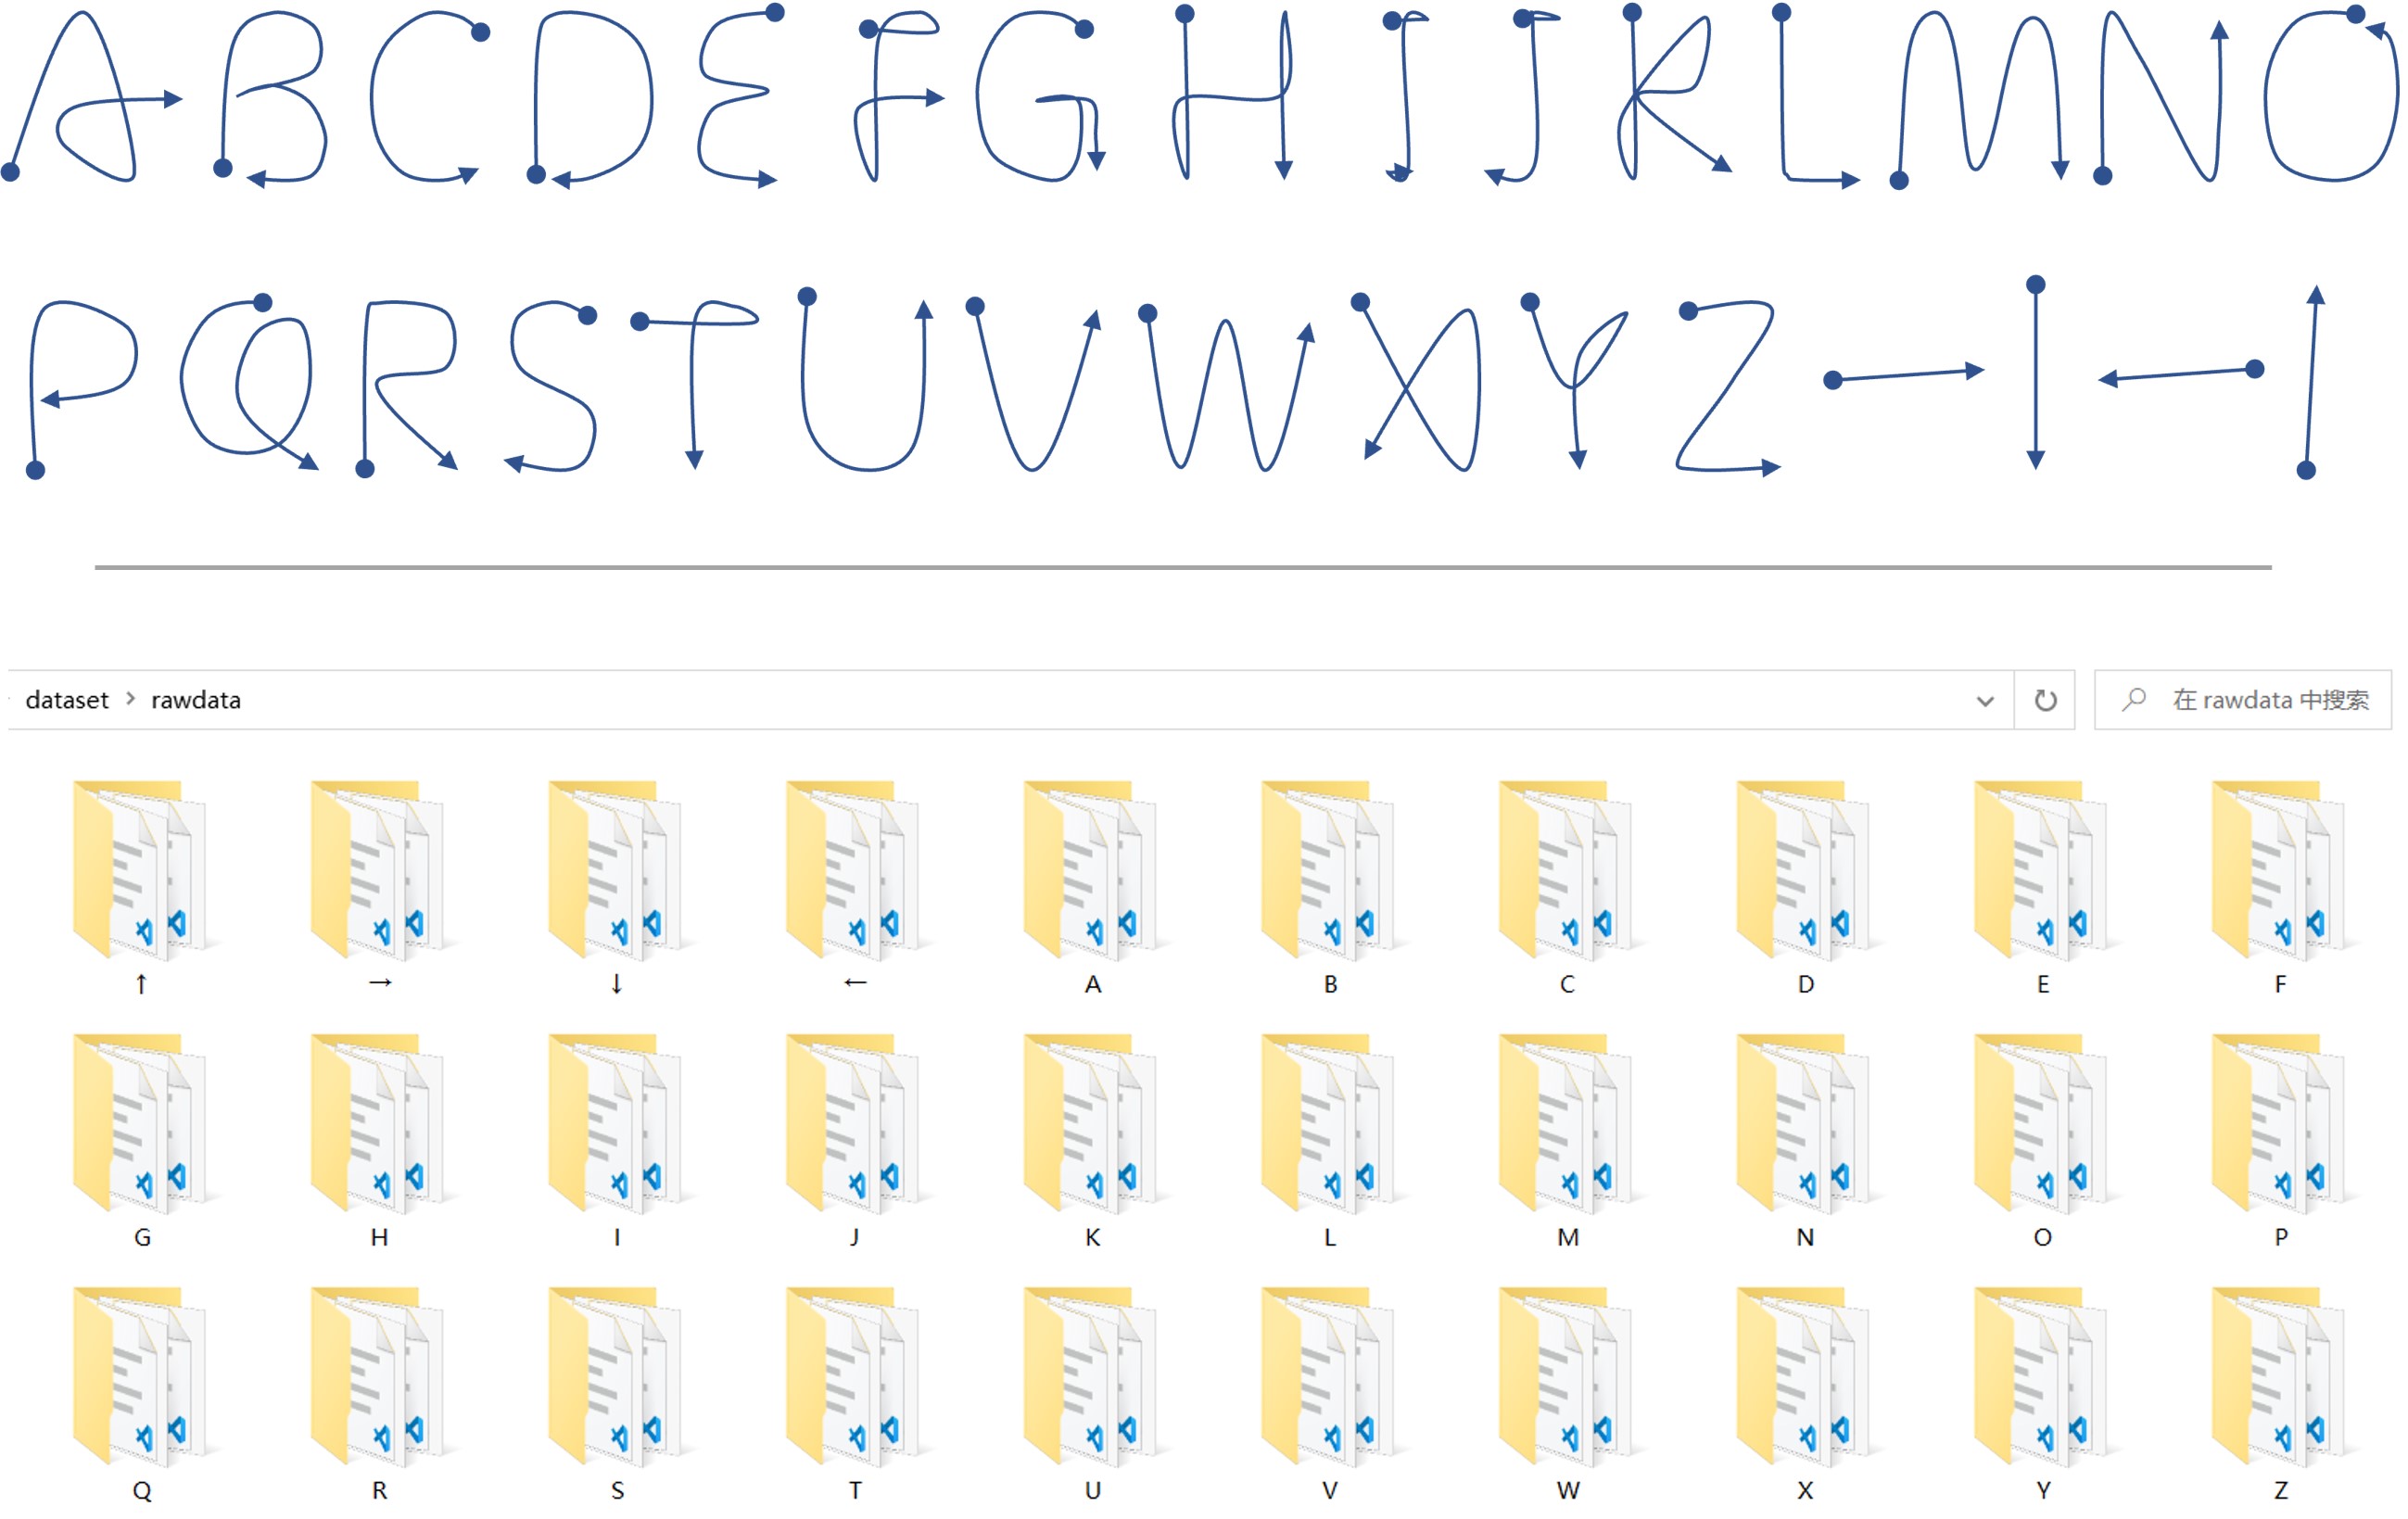 A B C D E F G H I J K L M N O
P Q R S T U V W X Y Z → ↓ ← ↑
dataset > rawdata
在 rawdata 中搜索
↑ → ↓ ← A B C D E F
G H I J K L M N O P
Q R S T U V W X Y Z